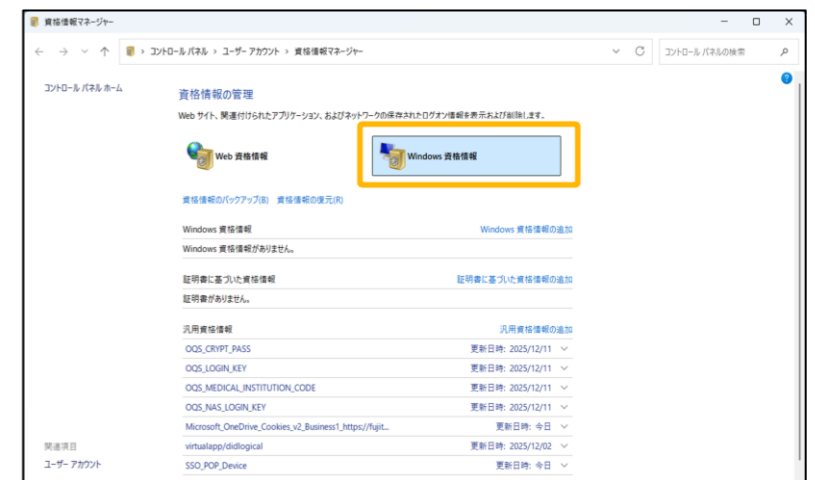 資格情報マネージャー
コントロール パネル › ユーザー アカウント › 資格情報マネージャー
コントロール パネルの検索
コントロール パネル ホーム
資格情報の管理
Web サイト、関連付けられたアプリケーション、およびネットワークの保存されたログオン情報を表示および削除します。
Web 資格情報
Windows 資格情報
資格情報のバックアップ(B) 資格情報の復元(R)
Windows 資格情報 Windows 資格情報の追加
Windows 資格情報がありません。
証明書に基づいた資格情報 証明書に基づいた資格情報の追加
証明書がありません。
汎用資格情報 汎用資格情報の追加
OQS_CRYPT_PASS 更新日時: 2025/12/11
OQS_LOGIN_KEY 更新日時: 2025/12/11
OQS_MEDICAL_INSTITUTION_CODE 更新日時: 2025/12/11
OQS_NAS_LOGIN_KEY 更新日時: 2025/12/11
Microsoft_OneDrive_Cookies_v2_Business1_https://fujit... 更新日時: 今日
virtualapp/didlogical 更新日時: 2025/12/02
SSO_POP_Device 更新日時: 今日
関連項目
ユーザー アカウント